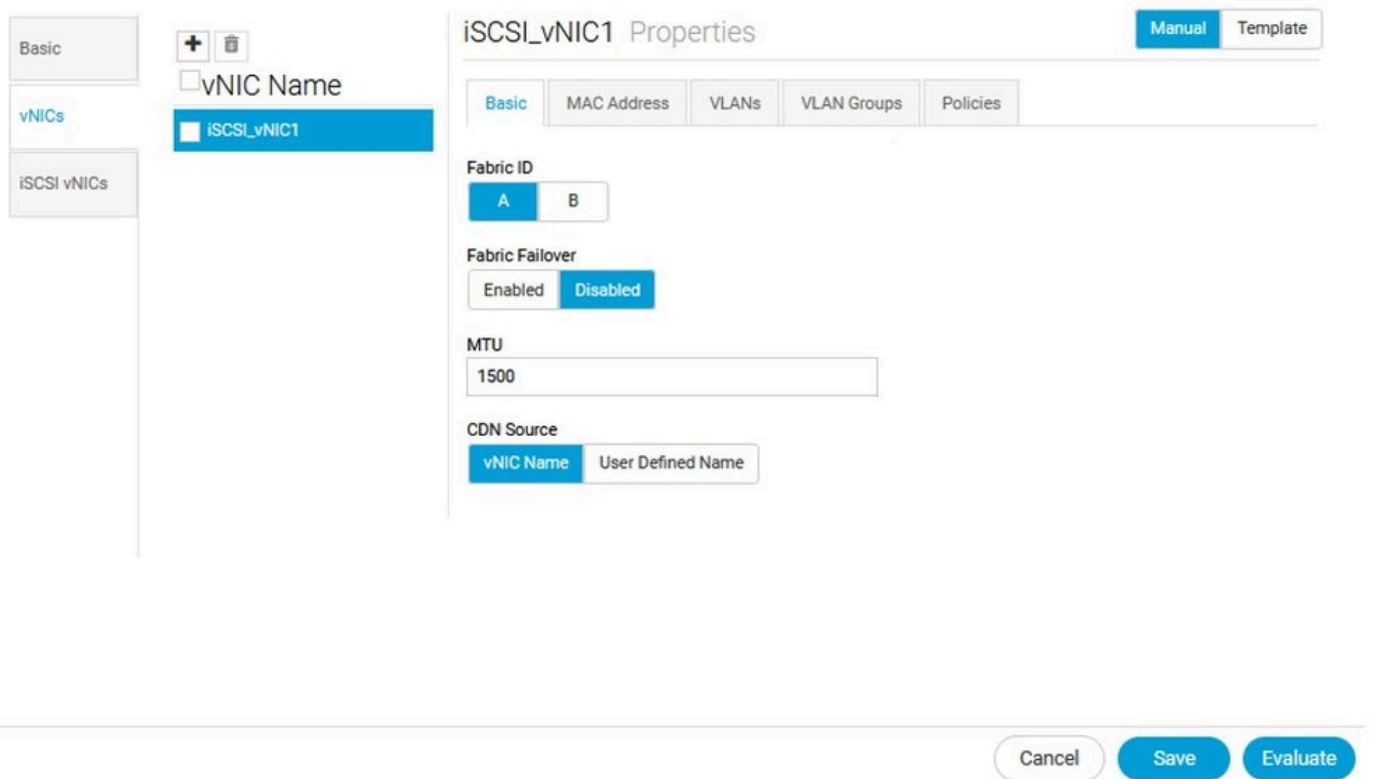 Basic
vNICs
iSCSI vNICs
vNIC Name
iSCSI_vNIC1
iSCSI_vNIC1 Properties
Manual Template
Basic MAC Address VLANs VLAN Groups Policies
Fabric ID
A B
Fabric Failover
Enabled Disabled
MTU
1500
CDN Source
vNIC Name User Defined Name
Cancel Save Evaluate